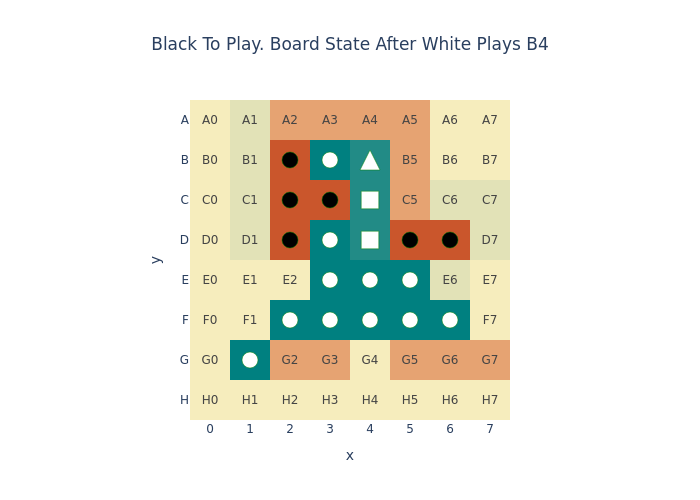 Black To Play. Board State After White Plays B4
A A0 A1 A2 A3 A4 A5 A6 A7
B B0 B1 B5 B6 B7
C C0 C1 C5 C6 C7
D D0 D1 D7
E E0 E1 E2 E6 E7
F F0 F1 F7
G G0 G2 G3 G4 G5 G6 G7
H H0 H1 H2 H3 H4 H5 H6 H7
0 1 2 3 4 5 6 7
x
y